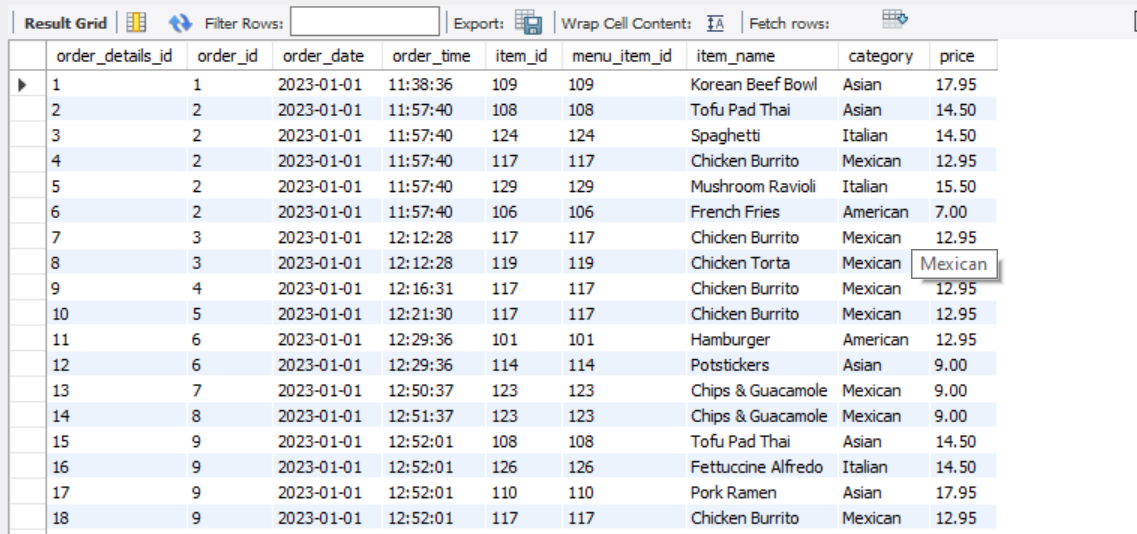 Result Grid Filter Rows: Export: Wrap Cell Content: IA Fetch rows:
order_details_id order_id order_date order_time item_id menu_item_id item_name category price
1 1 2023-01-01 11:38:36 109 109 Korean Beef Bowl Asian 17.95
2 2 2023-01-01 11:57:40 108 108 Tofu Pad Thai Asian 14.50
3 2 2023-01-01 11:57:40 124 124 Spaghetti Italian 14.50
4 2 2023-01-01 11:57:40 117 117 Chicken Burrito Mexican 12.95
5 2 2023-01-01 11:57:40 129 129 Mushroom Ravioli Italian 15.50
6 2 2023-01-01 11:57:40 106 106 French Fries American 7.00
7 3 2023-01-01 12:12:28 117 117 Chicken Burrito Mexican 12.95
8 3 2023-01-01 12:12:28 119 119 Chicken Torta Mexican Mexican
9 4 2023-01-01 12:16:31 117 117 Chicken Burrito Mexican 12.95
10 5 2023-01-01 12:21:30 117 117 Chicken Burrito Mexican 12.95
11 6 2023-01-01 12:29:36 101 101 Hamburger American 12.95
12 6 2023-01-01 12:29:36 114 114 Potstickers Asian 9.00
13 7 2023-01-01 12:50:37 123 123 Chips & Guacamole Mexican 9.00
14 8 2023-01-01 12:51:37 123 123 Chips & Guacamole Mexican 9.00
15 9 2023-01-01 12:52:01 108 108 Tofu Pad Thai Asian 14.50
16 9 2023-01-01 12:52:01 126 126 Fettuccine Alfredo Italian 14.50
17 9 2023-01-01 12:52:01 110 110 Pork Ramen Asian 17.95
18 9 2023-01-01 12:52:01 117 117 Chicken Burrito Mexican 12.95